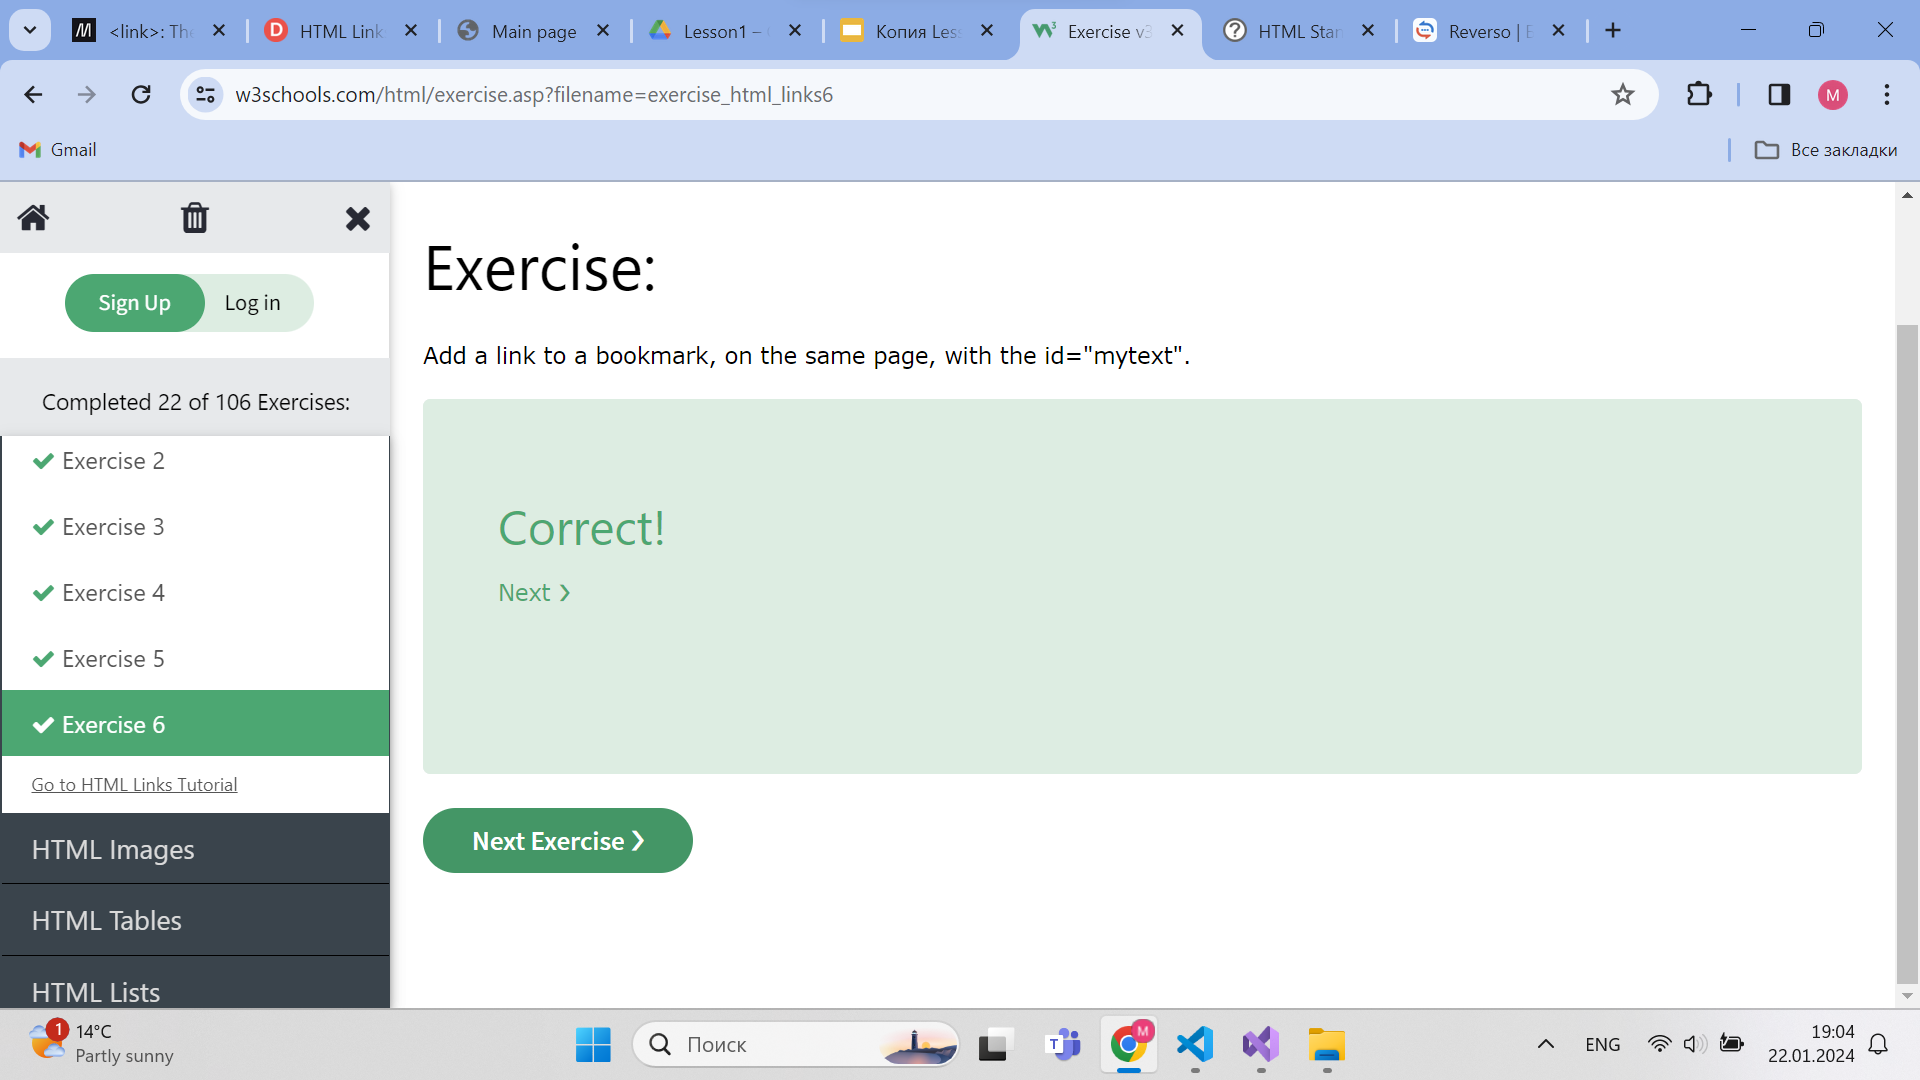 <link>: The
HTML Link
Main page
Lesson1 –
Копия Less
Exercise v3
HTML Star
Reverso | E
w3schools.com/html/exercise.asp?filename=exercise_html_links6
M
Gmail
Все закладки
Sign Up
Log in
Completed 22 of 106 Exercises:
Exercise 2
Exercise 3
Exercise 4
Exercise 5
Exercise 6
Go to HTML Links Tutorial
HTML Images
HTML Tables
HTML Lists
Exercise:
Add a link to a bookmark, on the same page, with the id="mytext".
Correct!
Next ❯
Next Exercise ❯
1
14°C
Partly sunny
Поиск
M
ENG
19:04
22.01.2024